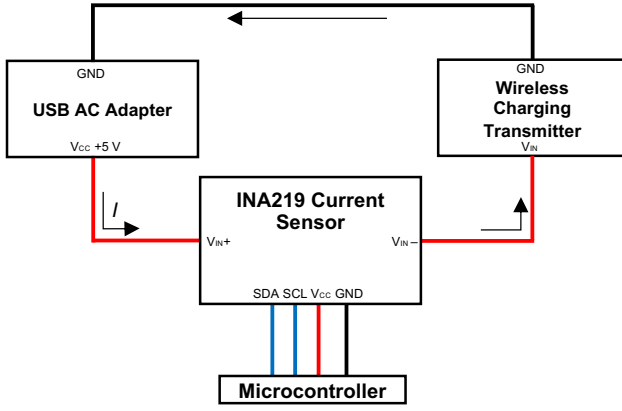 GND
USB AC Adapter
Vcc +5 V
GND
Wireless
Charging
Transmitter
VIN
I
INA219 Current
Sensor
VIN+
VIN–
SDA SCL Vcc GND
Microcontroller